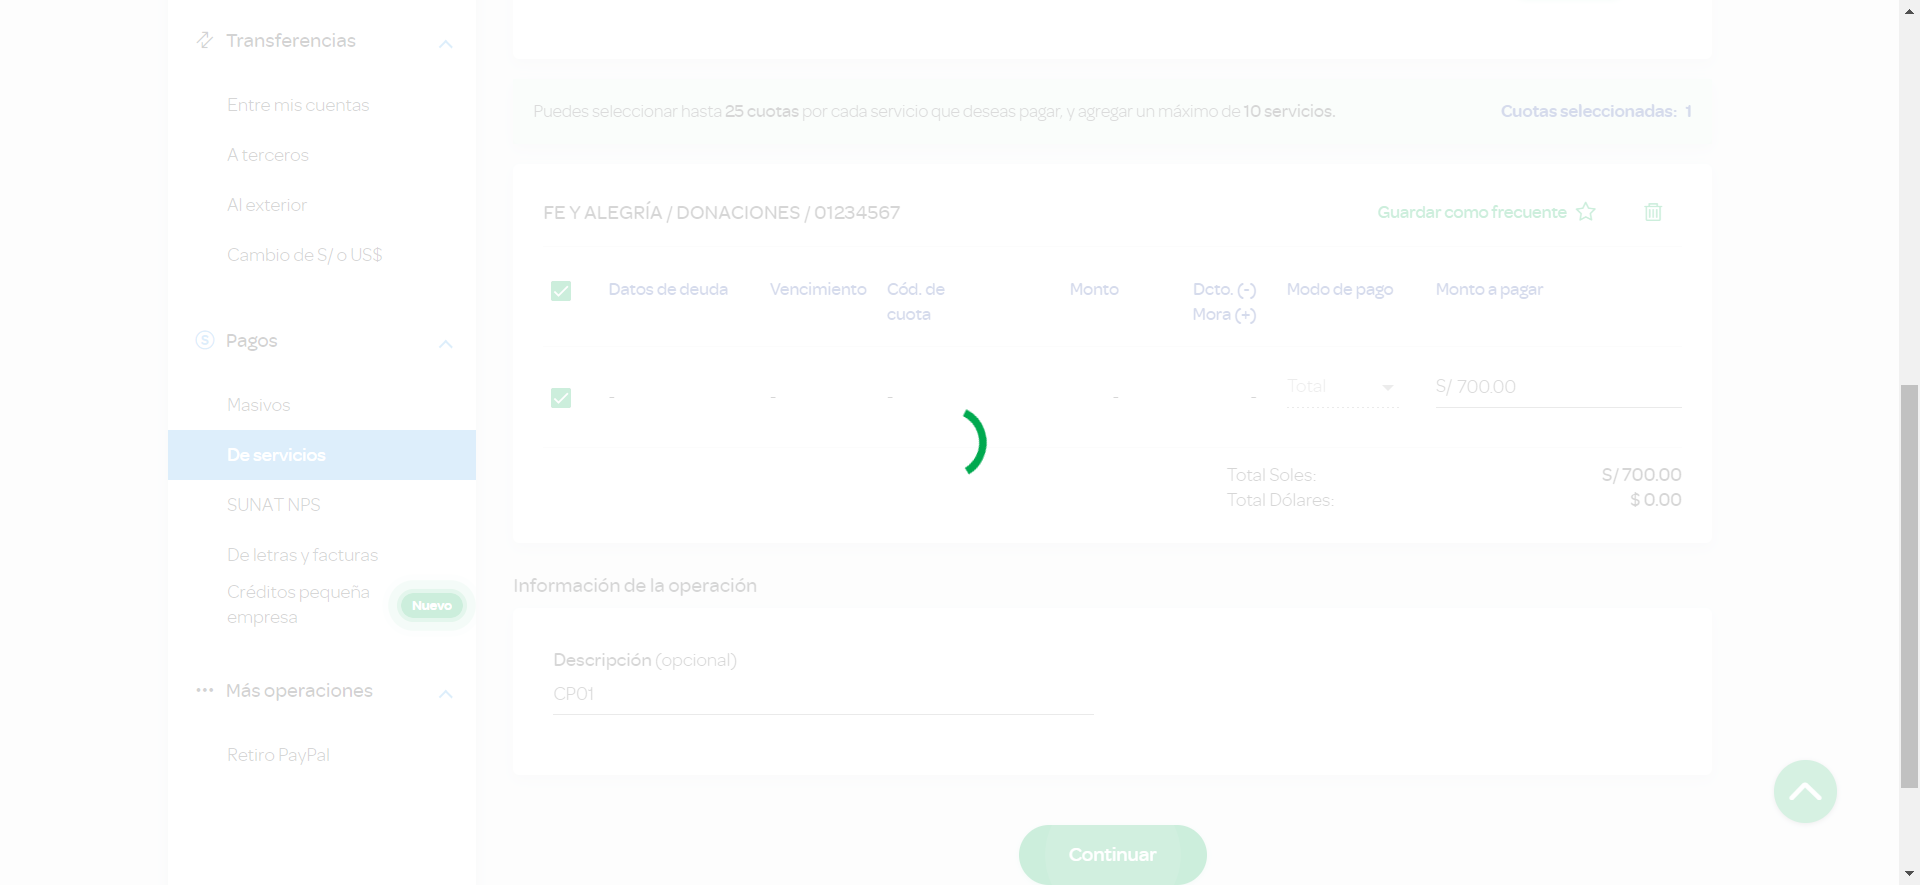 Transferencias
Entre mis cuentas
A terceros
Al exterior
Cambio de S/ o US$
Pagos
Masivos
De servicios
SUNAT NPS
De letras y facturas
Créditos pequeña
empresa
Nuevo
Más operaciones
Retiro PayPal
Puedes seleccionar hasta 25 cuotas por cada servicio que deseas pagar, y agregar un máximo de 10 servicios.
Cuotas seleccionadas: 1
FE Y ALEGRÍA / DONACIONES / 01234567
Guardar como frecuente
Datos de deuda
Vencimiento
Cód. de
cuota
Monto
Dcto. (-)
Mora (+)
Modo de pago
Monto a pagar
-
-
-
-
-
Total
S/ 700.00
Total Soles: S/ 700.00
Total Dólares: $ 0.00
Información de la operación
Descripción (opcional)
CP01
Continuar